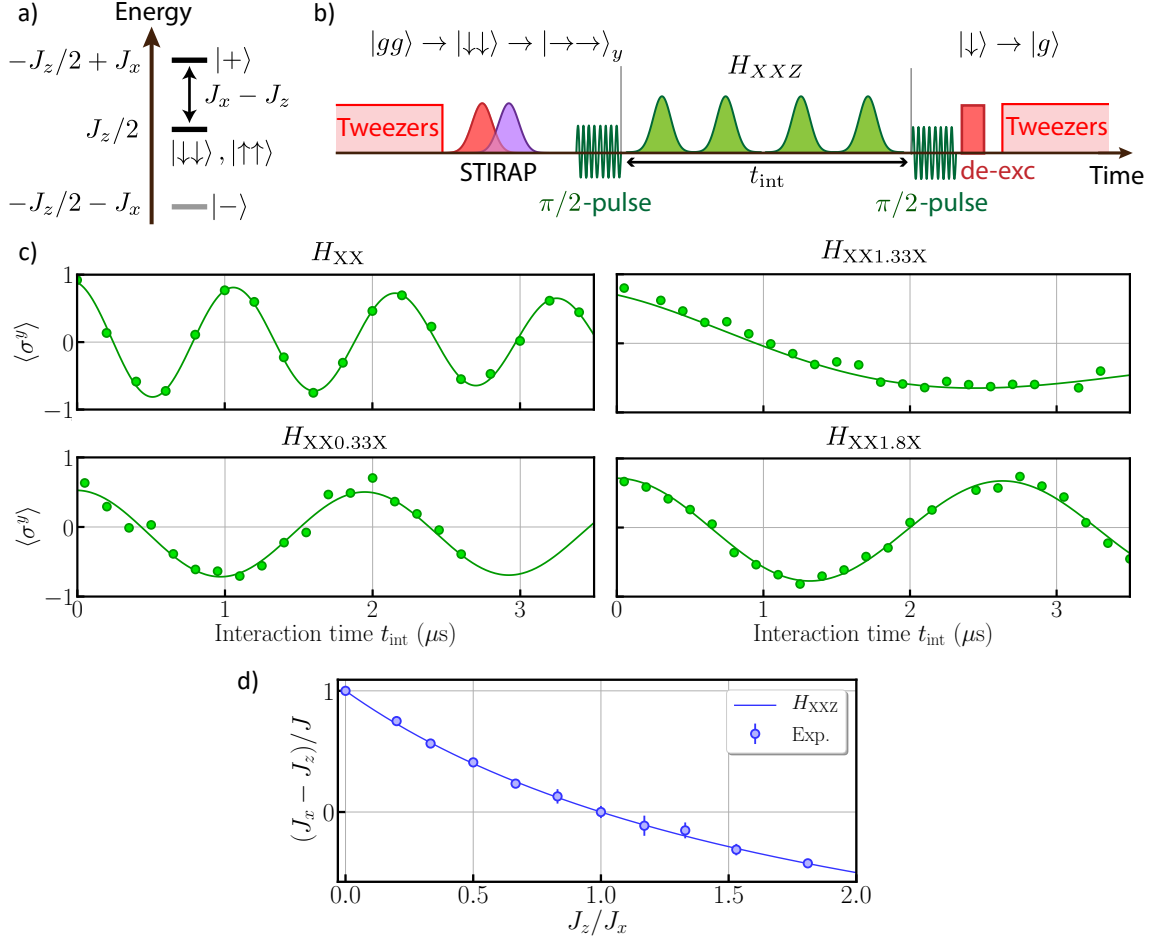 a)
Energy
−J_z/2 + J_x
|+⟩
J_x − J_z
J_z/2
|↓↓⟩ , |↑↑⟩
−J_z/2 − J_x
|−⟩
b)
|gg⟩ → |↓↓⟩ → |→→⟩_y
H_XXZ
|↓⟩ → |g⟩
Tweezers
STIRAP
π/2-pulse
t_int
π/2-pulse
de-exc
Tweezers
Time
c)
H_XX
1
0
−1
⟨σ^y⟩
H_XX1.33X
H_XX0.33X
1
0
−1
⟨σ^y⟩
0 1 2 3
Interaction time t_int (μs)
H_XX1.8X
0 1 2 3
Interaction time t_int (μs)
d)
1
0
(J_x − J_z)/J
H_XXZ
Exp.
0.0 0.5 1.0 1.5 2.0
J_z/J_x